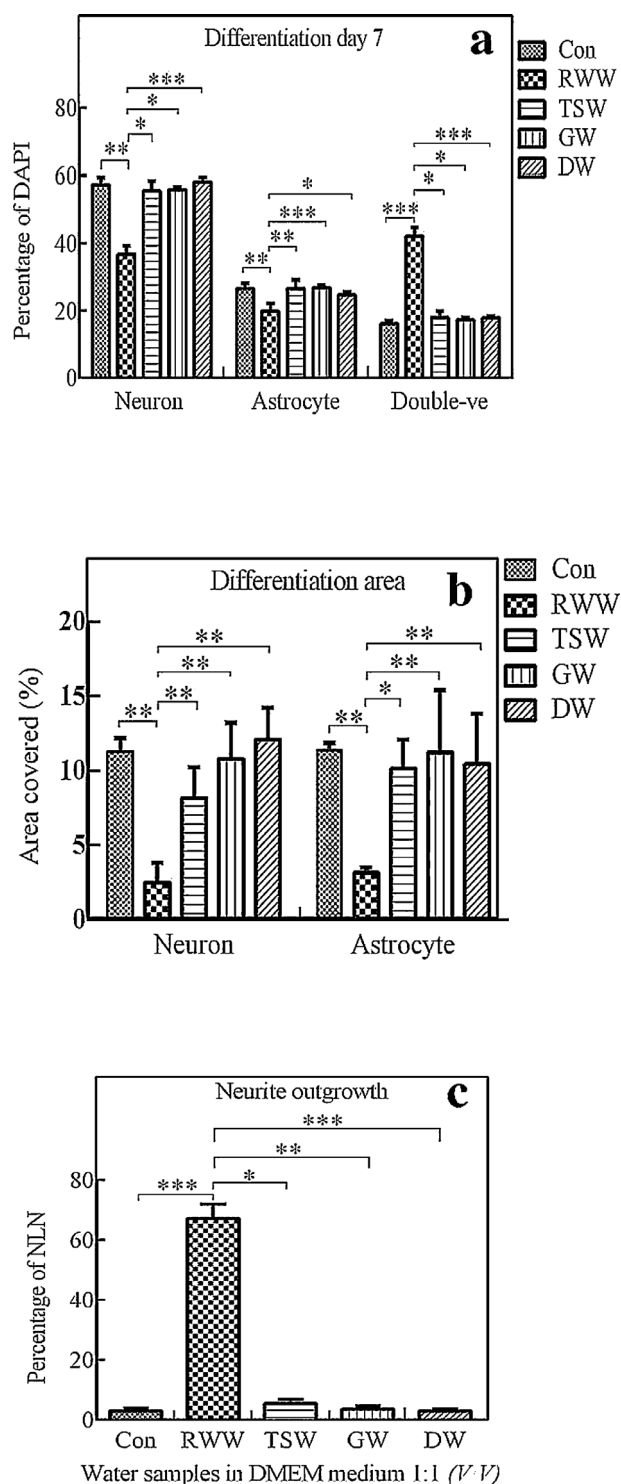 Differentiation day 7
a
Con
RWW
TSW
GW
DW
Percentage of DAPI
80
60
40
20
0
***
*
*
**
*
***
**
**
***
*
*
***
Neuron
Astrocyte
Double-ve
Differentiation area
b
Con
RWW
TSW
GW
DW
Area covered (%)
20
15
10
5
0
**
**
**
**
**
**
*
**
Neuron
Astrocyte
Neurite outgrowth
c
Percentage of NLN
80
60
40
20
0
***
**
*
***
Con
RWW
TSW
GW
DW
Water samples in DMEM medium 1:1 (V·V)